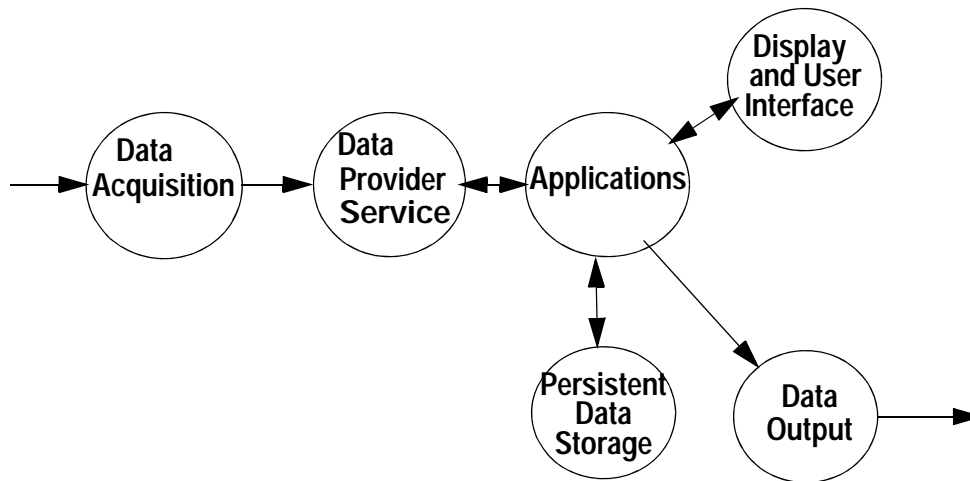 Data
Acquisition
Data
Provider
Service
Applications
Display
and User
Interface
Persistent
Data
Storage
Data
Output